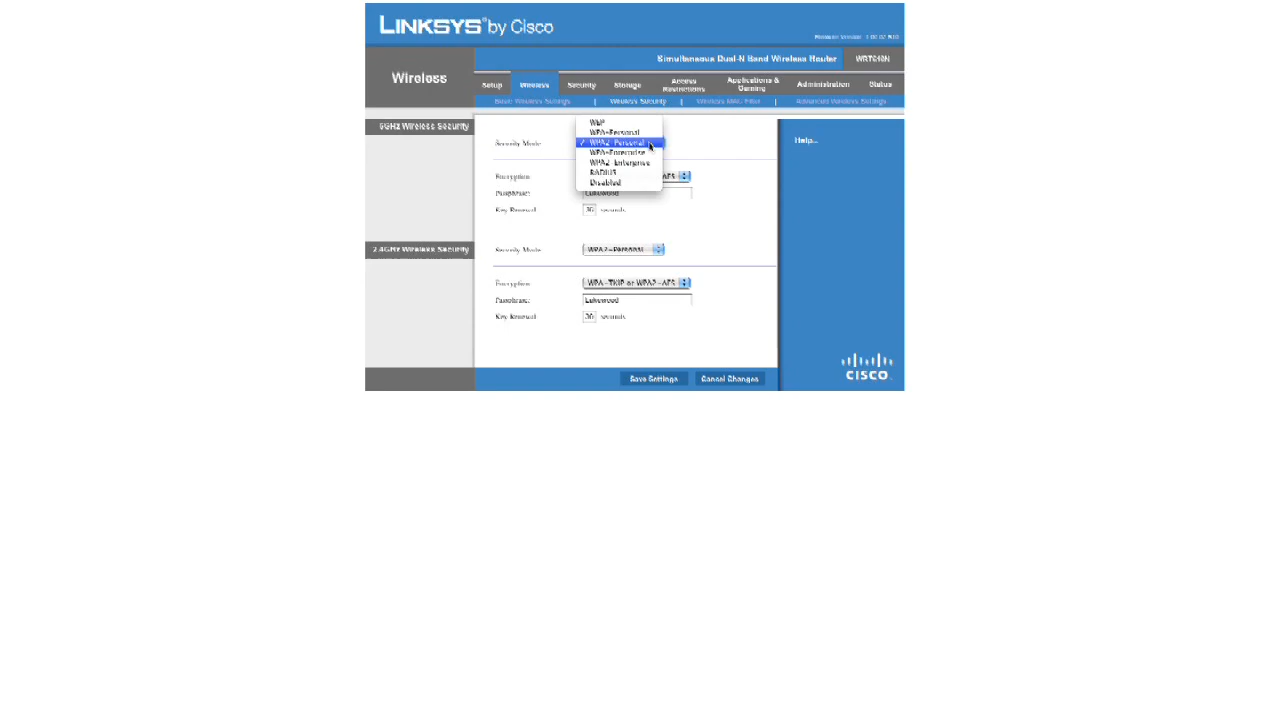 LINKSYS® by Cisco
Simultaneous Dual-N Band Wireless Router WRT610N
Wireless
Setup Wireless Security Storage Access Restrictions Applications & Gaming Administration Status
Basic Wireless Settings | Wireless Security | Wireless MAC Filter | Advanced Wireless Settings
5GHz Wireless Security
Help...
WEP
WPA-Personal
Security Mode
✓ WPA2-Personal
WPA-Enterprise
WPA2-Enterprise
RADIUS
Disabled
Encryption AES
Passphrase Lakewood
Key Renewal seconds
2.4GHz Wireless Security
Security Mode WPA2-Personal
Encryption WPA-TKIP or WPA2-AES
Passphrase Lakewood
Key Renewal seconds
Save Settings Cancel Changes
CISCO